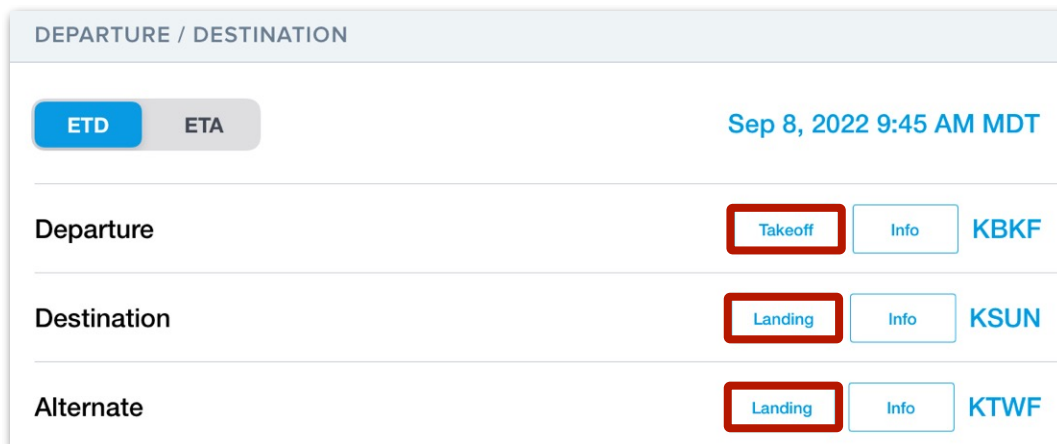 DEPARTURE / DESTINATION
ETD ETA Sep 8, 2022 9:45 AM MDT
Departure Takeoff Info KBKF
Destination Landing Info KSUN
Alternate Landing Info KTWF